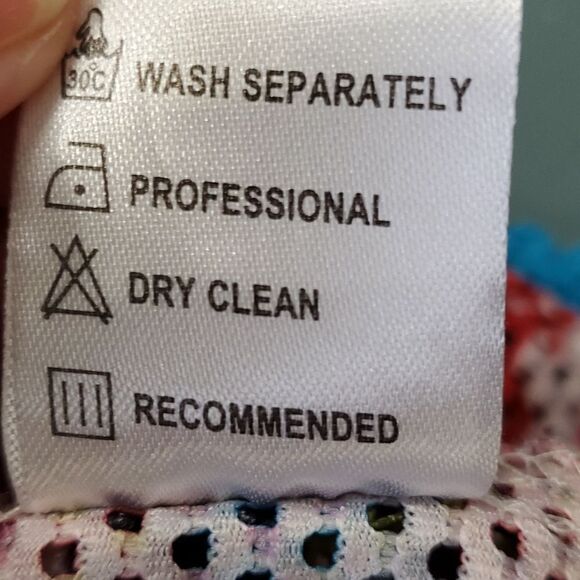 30°C WASH SEPARATELY
PROFESSIONAL
DRY CLEAN
RECOMMENDED